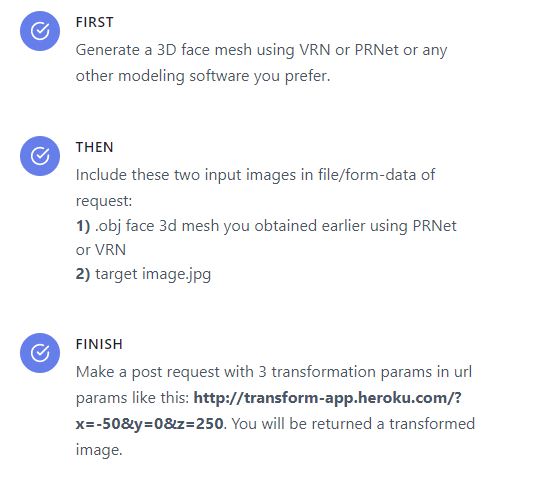 FIRST
Generate a 3D face mesh using VRN or PRNet or any
other modeling software you prefer.
THEN
Include these two input images in file/form-data of
request:
1) .obj face 3d mesh you obtained earlier using PRNet
or VRN
2) target image.jpg
FINISH
Make a post request with 3 transformation params in url
params like this: http://transform-app.heroku.com/?
x=-50&y=0&z=250. You will be returned a transformed
image.